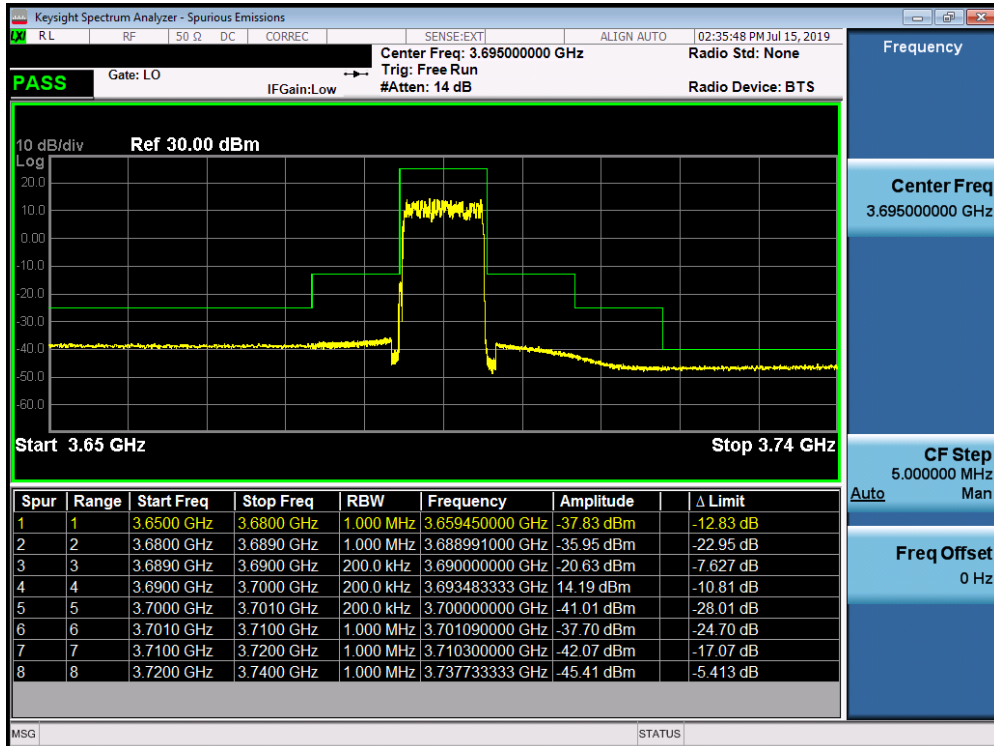 Keysight Spectrum Analyzer - Spurious Emissions
LXI RL RF 50 Ω DC CORREC SENSE:EXT ALIGN AUTO 02:35:48 PM Jul 15, 2019
Center Freq: 3.695000000 GHz Radio Std: None
PASS Gate: LO Trig: Free Run
IFGain:Low #Atten: 14 dB Radio Device: BTS
Frequency
10 dB/div Ref 30.00 dBm
Log
20.0
10.0
0.00
-10.0
-20.0
-30.0
-40.0
-50.0
-60.0
Start 3.65 GHz Stop 3.74 GHz
Center Freq
3.695000000 GHz
CF Step
5.000000 MHz
Auto Man
Freq Offset
0 Hz
Spur Range Start Freq Stop Freq RBW Frequency Amplitude Δ Limit
1 1 3.6500 GHz 3.6800 GHz 1.000 MHz 3.659450000 GHz -37.83 dBm -12.83 dB
2 2 3.6800 GHz 3.6890 GHz 1.000 MHz 3.688991000 GHz -35.95 dBm -22.95 dB
3 3 3.6890 GHz 3.6900 GHz 200.0 kHz 3.690000000 GHz -20.63 dBm -7.627 dB
4 4 3.6900 GHz 3.7000 GHz 200.0 kHz 3.693483333 GHz 14.19 dBm -10.81 dB
5 5 3.7000 GHz 3.7010 GHz 200.0 kHz 3.700000000 GHz -41.01 dBm -28.01 dB
6 6 3.7010 GHz 3.7100 GHz 1.000 MHz 3.701090000 GHz -37.70 dBm -24.70 dB
7 7 3.7100 GHz 3.7200 GHz 1.000 MHz 3.710300000 GHz -42.07 dBm -17.07 dB
8 8 3.7200 GHz 3.7400 GHz 1.000 MHz 3.737733333 GHz -45.41 dBm -5.413 dB
MSG STATUS